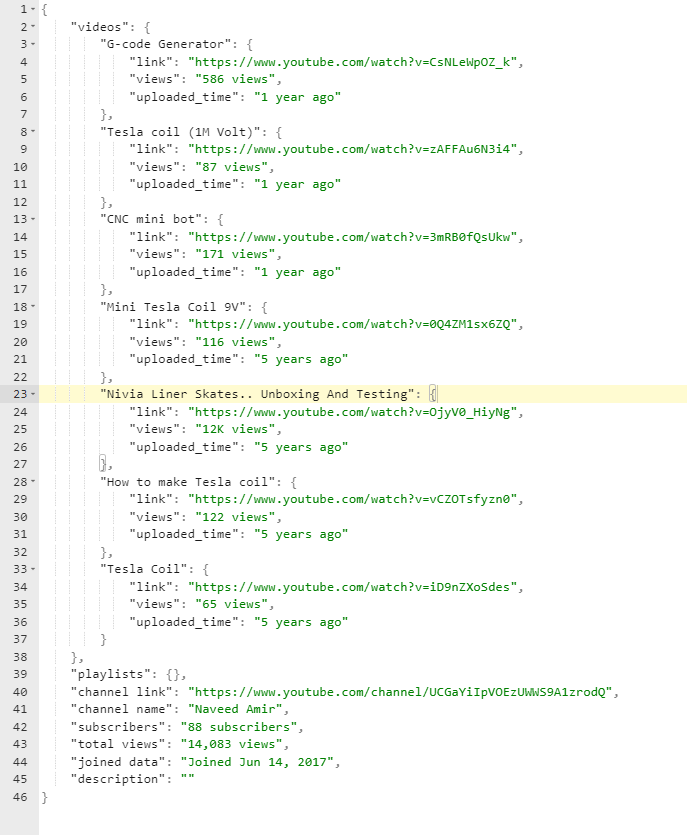 1 {
2 "videos": {
3 "G-code Generator": {
4 "link": "https://www.youtube.com/watch?v=CsNLeWpOZ_k",
5 "views": "586 views",
6 "uploaded_time": "1 year ago"
7 },
8 "Tesla coil (1M Volt)": {
9 "link": "https://www.youtube.com/watch?v=zAFFAu6N3i4",
10 "views": "87 views",
11 "uploaded_time": "1 year ago"
12 },
13 "CNC mini bot": {
14 "link": "https://www.youtube.com/watch?v=3mRB0fQsUkw",
15 "views": "171 views",
16 "uploaded_time": "1 year ago"
17 },
18 "Mini Tesla Coil 9V": {
19 "link": "https://www.youtube.com/watch?v=0Q4ZM1sx6ZQ",
20 "views": "116 views",
21 "uploaded_time": "5 years ago"
22 },
23 "Nivia Liner Skates.. Unboxing And Testing": {
24 "link": "https://www.youtube.com/watch?v=OjyV0_HiyNg",
25 "views": "12K views",
26 "uploaded_time": "5 years ago"
27 },
28 "How to make Tesla coil": {
29 "link": "https://www.youtube.com/watch?v=vCZOTsfyzn0",
30 "views": "122 views",
31 "uploaded_time": "5 years ago"
32 },
33 "Tesla Coil": {
34 "link": "https://www.youtube.com/watch?v=iD9nZXoSdes",
35 "views": "65 views",
36 "uploaded_time": "5 years ago"
37 }
38 },
39 "playlists": {},
40 "channel link": "https://www.youtube.com/channel/UCGaYiIpVOEzUWWS9A1zrodQ",
41 "channel name": "Naveed Amir",
42 "subscribers": "88 subscribers",
43 "total views": "14,083 views",
44 "joined data": "Joined Jun 14, 2017",
45 "description": ""
46 }